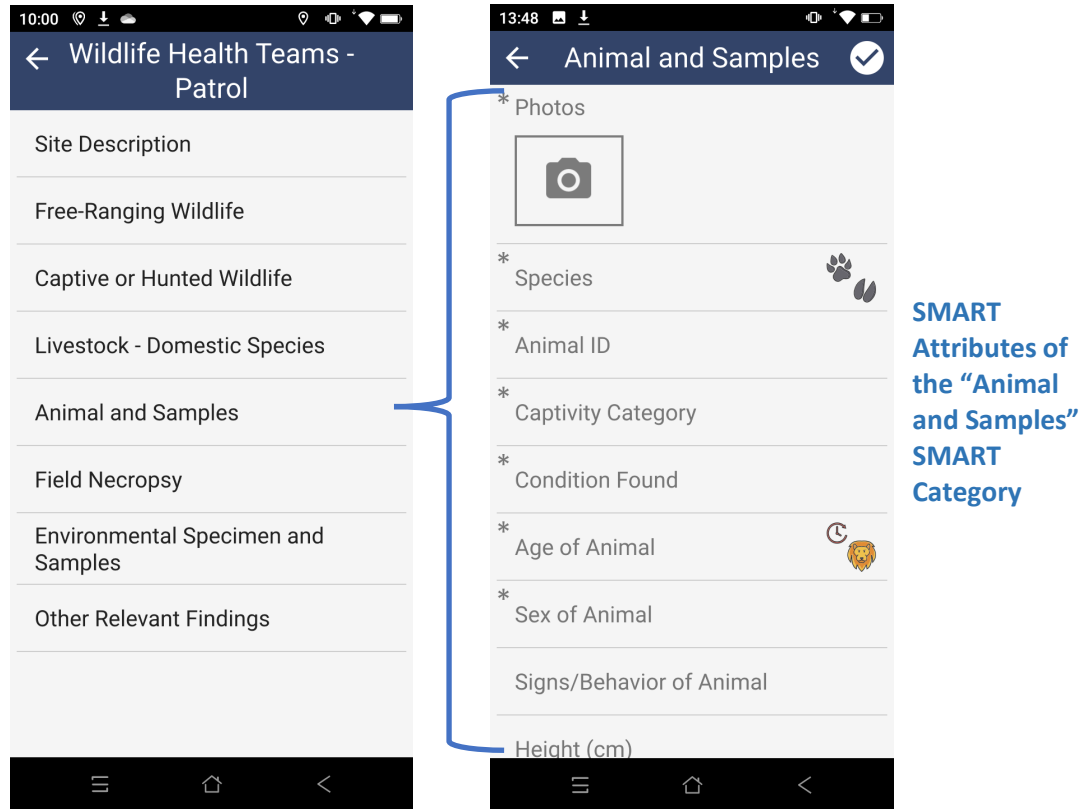 10:00
Wildlife Health Teams -
Patrol
Site Description
Free-Ranging Wildlife
Captive or Hunted Wildlife
Livestock - Domestic Species
Animal and Samples
Field Necropsy
Environmental Specimen and
Samples
Other Relevant Findings
13:48
Animal and Samples
* Photos
* Species
* Animal ID
* Captivity Category
* Condition Found
* Age of Animal
* Sex of Animal
Signs/Behavior of Animal
Height (cm)
SMART
Attributes of
the “Animal
and Samples”
SMART
Category